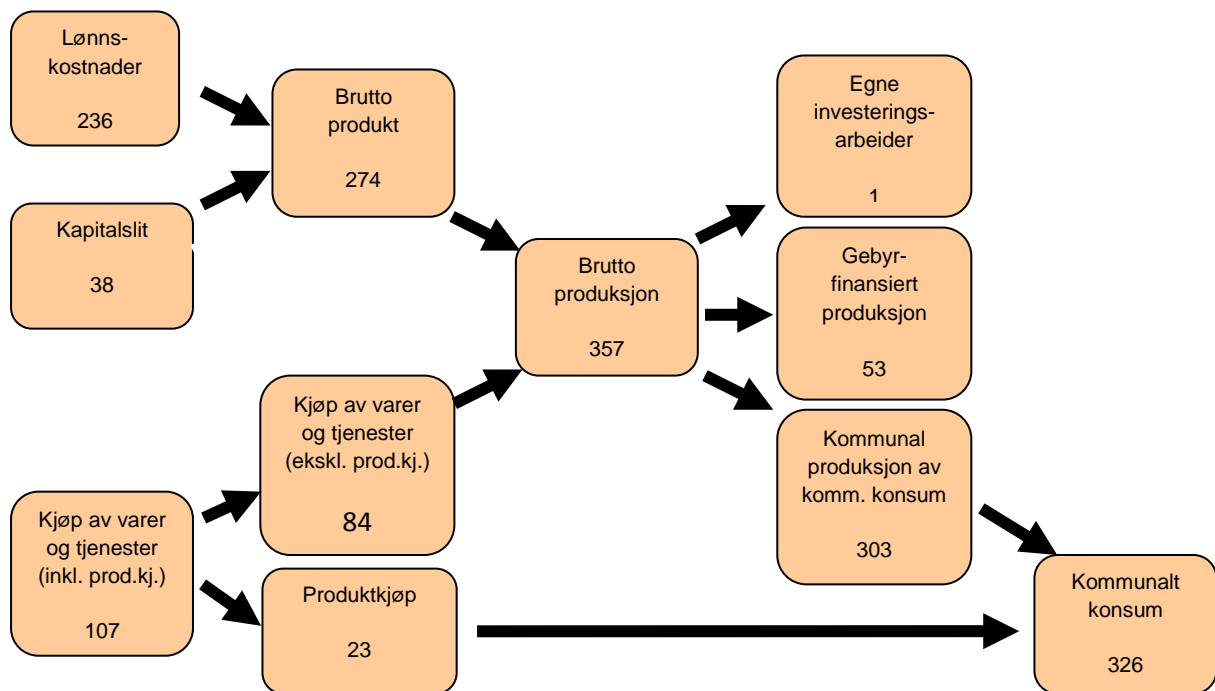 Lønns-
kostnader
236
Kapitalslit
38
Brutto
produkt
274
Kjøp av varer
og tjenester
(inkl. prod.kj.)
107
Kjøp av varer
og tjenester
(ekskl. prod.kj.)
84
Produktkjøp
23
Brutto
produksjon
357
Egne
investerings-
arbeider
1
Gebyr-
finansiert
produksjon
53
Kommunal
produksjon av
komm. konsum
303
Kommunalt
konsum
326